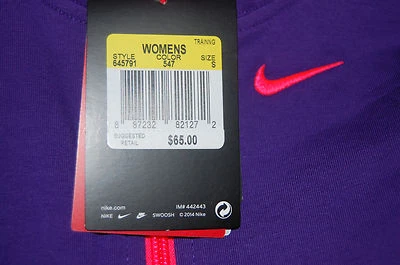 TRAINING
WOMENS
STYLE COLOR SIZE
645791 547 S
8 87232 82127 2
SUGGESTED
RETAIL
$65.00
nike.com IM# 442443
NIKE SWOOSH © 2014 Nike